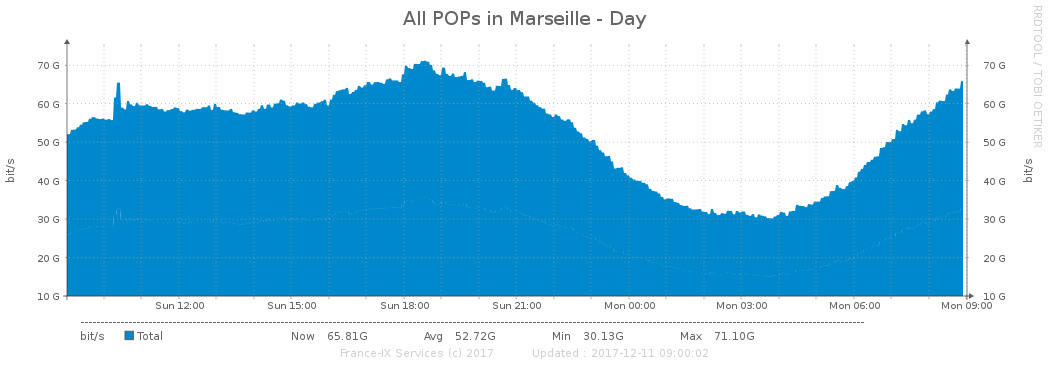 All POPs in Marseille - Day
RRDTOOL / TOBI OETIKER
bit/s
bit/s
70 G 70 G
60 G 60 G
50 G 50 G
40 G 40 G
30 G 30 G
20 G 20 G
10 G 10 G
Sun 12:00 Sun 15:00 Sun 18:00 Sun 21:00 Mon 00:00 Mon 03:00 Mon 06:00 Mon 09:00
bit/s Total Now 65.81G Avg 52.72G Min 30.13G Max 71.10G
France-IX Services (c) 2017 Updated : 2017-12-11 09:00:02